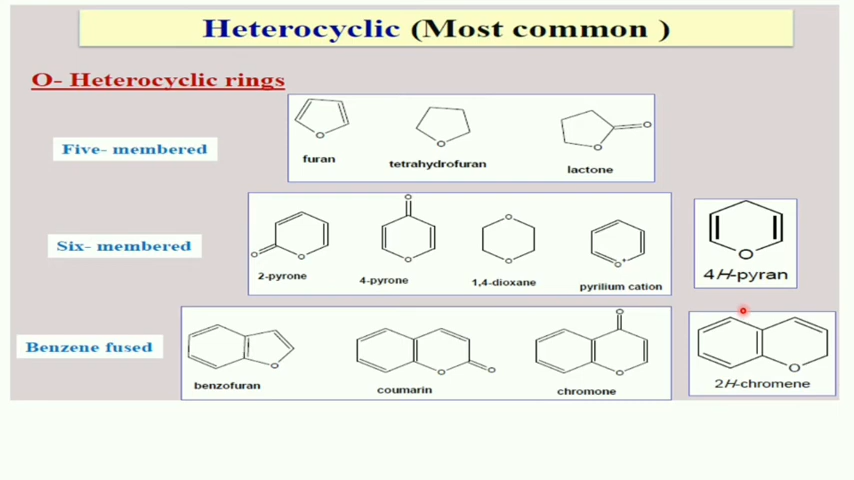 Heterocyclic (Most common )
O- Heterocyclic rings
Five- membered
O
furan
O
tetrahydrofuran
O
O
lactone
Six- membered
O
O
2-pyrone
O
O
4-pyrone
O
O
1,4-dioxane
O
+
pyrilium cation
O
4H-pyran
Benzene fused
O
benzofuran
O
O
coumarin
O
O
chromone
O
2H-chromene